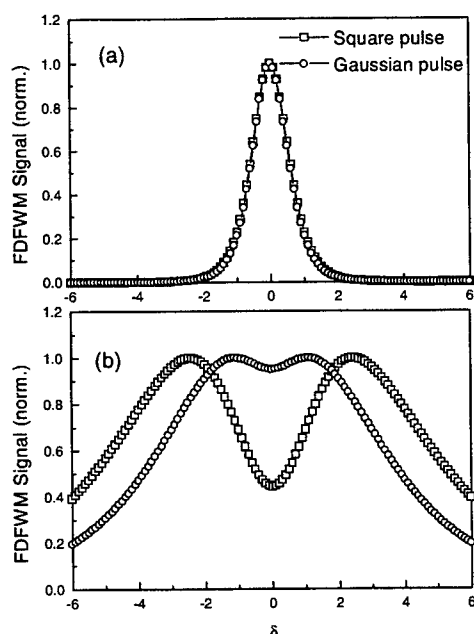 (a)
Square pulse
Gaussian pulse
FDFWM Signal (norm.)
1.2
1.0
0.8
0.6
0.4
0.2
0.0
-6 -4 -2 0 2 4 6
(b)
FDFWM Signal (norm.)
1.2
1.0
0.8
0.6
0.4
0.2
0.0
-6 -4 -2 0 2 4 6
δ